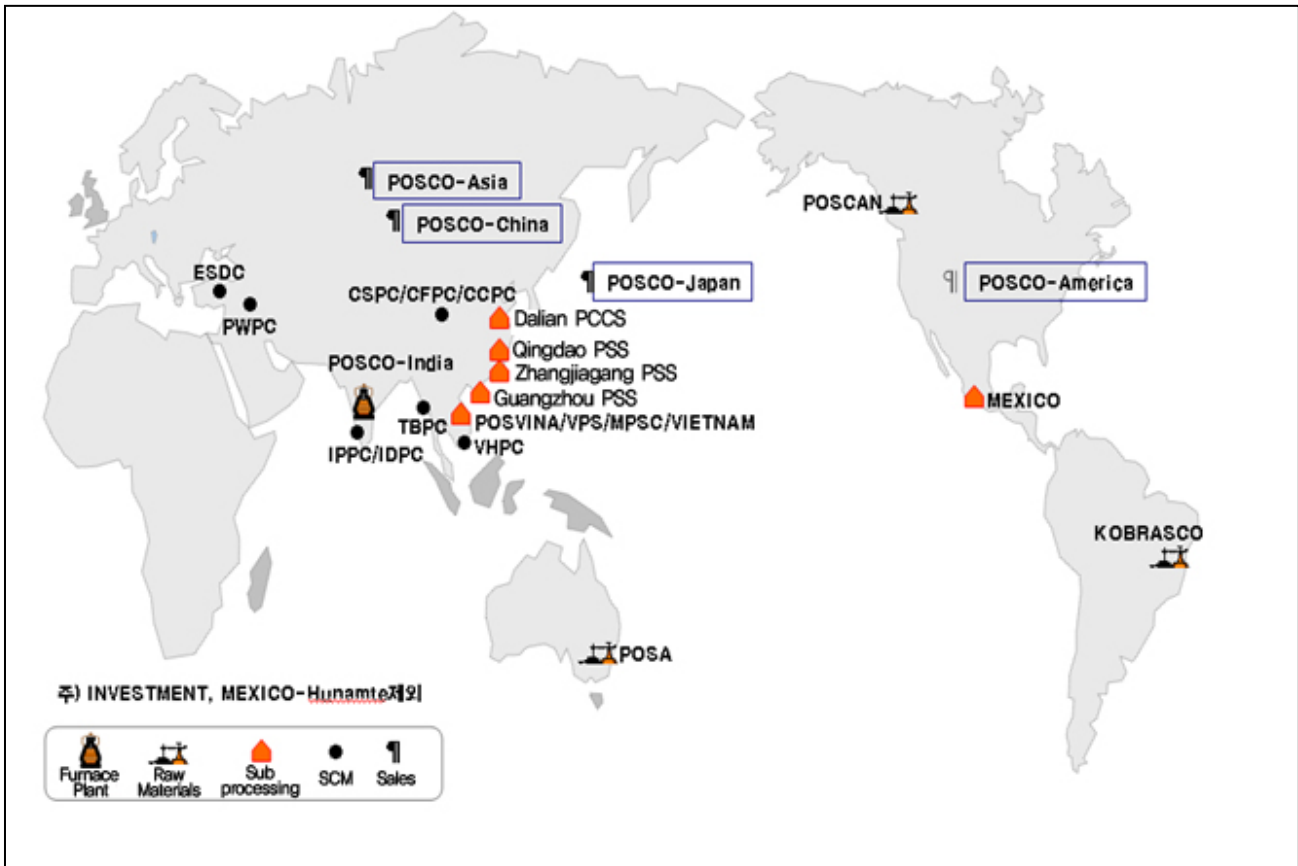 POSCO-Asia
POSCO-China
POSCAN
ESDC
POSCO-Japan
POSCO-America
CSPC/CFPC/CCPC
PWPC
Dalian PCCS
Qingdao PSS
POSCO-India
Zhangjiagang PSS
Guangzhou PSS
MEXICO
TBPC
POSVINA/VPS/MPSC/VIETNAM
IPPC/IDPC
VHPC
KOBRASCO
POSA
주) INVESTMENT, MEXICO-Hunamte제외
Furnace
Plant
Raw
Materials
Sub
processing
SCM
Sales